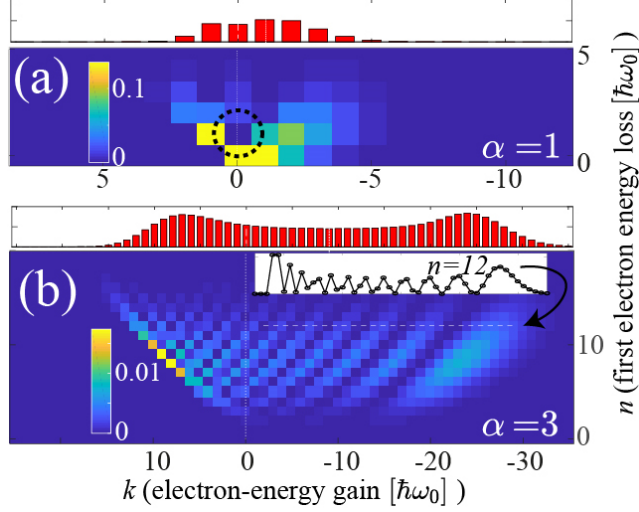 (a)
0.1
0
α=1
5
0
5
0
-5
-10
n (first electron energy loss [ħω₀]
(b)
n=12
0.01
0
α=3
10
0
10
0
-10
-20
-30
k (electron-energy gain [ħω₀] )